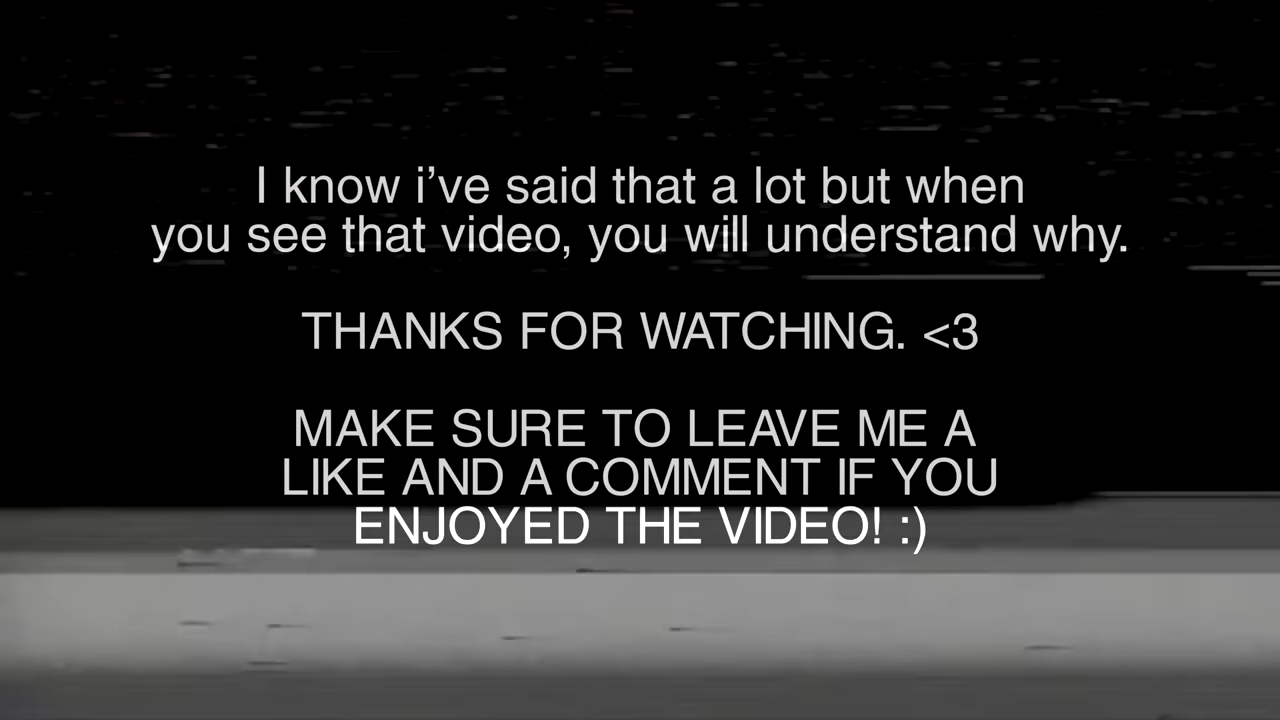 I know i’ve said that a lot but when
you see that video, you will understand why.
THANKS FOR WATCHING. <3
MAKE SURE TO LEAVE ME A
LIKE AND A COMMENT IF YOU
ENJOYED THE VIDEO! :)